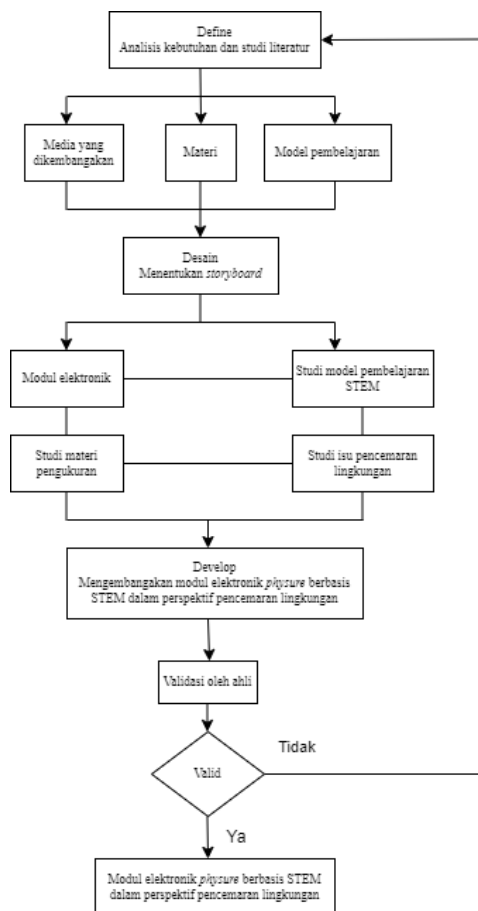 Define
Analisis kebutuhan dan studi literatur
Media yang
dikembangakan
Materi
Model pembelajaran
Desain
Menentukan storyboard
Modul elektronik
Studi model pembelajaran
STEM
Studi materi
pengukuran
Studi isu pencemaran
lingkungan
Develop
Mengembangakan modul elektronik physure berbasis
STEM dalam perspektif pencemaran lingkungan
Validasi oleh ahli
Valid
Tidak
Ya
Modul elektronik physure berbasis STEM
dalam perspektif pencemaran lingkungan